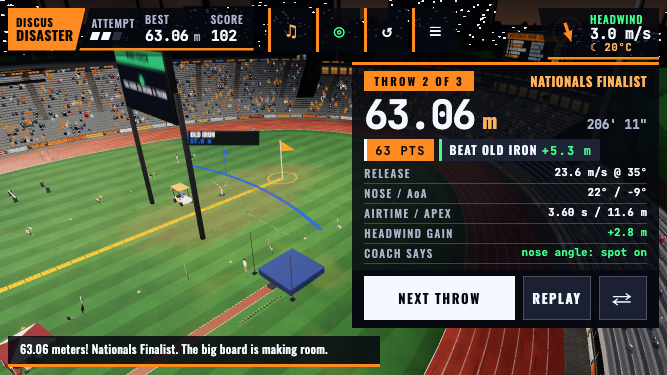 DISCUS
DISASTER
ATTEMPT
BEST
63.06 m
SCORE
102
HEADWIND
3.0 m/s
20°C
OLD IRON
THROW 2 OF 3
NATIONALS FINALIST
63.06 m
206' 11"
63 PTS
BEAT OLD IRON +5.3 m
RELEASE
23.6 m/s @ 35°
NOSE / AoA
22° / -9°
AIRTIME / APEX
3.60 s / 11.6 m
HEADWIND GAIN
+2.8 m
COACH SAYS
nose angle: spot on
NEXT THROW
REPLAY
63.06 meters! Nationals Finalist. The big board is making room.